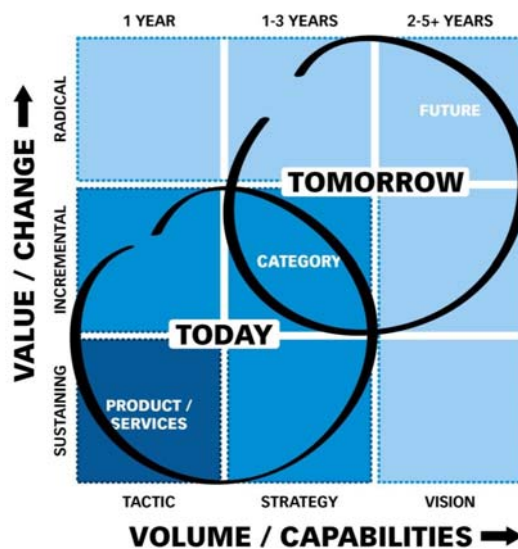 1 YEAR
1-3 YEARS
2-5+ YEARS
RADICAL
FUTURE
TOMORROW
VALUE / CHANGE
INCREMENTAL
CATEGORY
TODAY
SUSTAINING
PRODUCT /
SERVICES
TACTIC
STRATEGY
VISION
VOLUME / CAPABILITIES